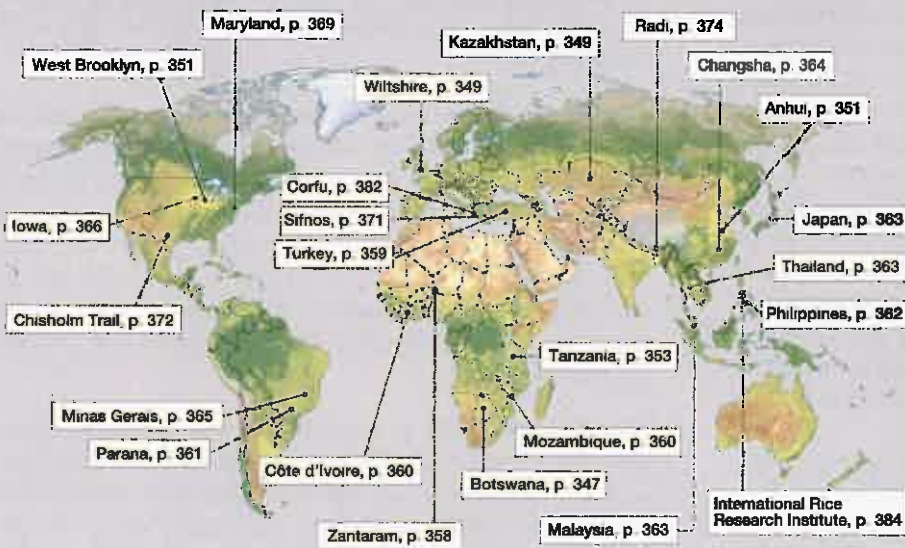 Maryland, p. 369
Kazakhstan, p. 349
Radi, p. 374
West Brooklyn, p. 351
Wiltshire, p. 349
Changsha, p. 364
Anhui, p. 351
Corfu, p. 382
Iowa, p. 366
Sifnos, p. 371
Japan, p. 363
Turkey, p. 359
Thailand, p. 363
Chisholm Trail, p. 372
Philippines, p. 362
Tanzania, p. 353
Minas Gerais, p. 365
Mozambique, p. 360
Parana, p. 361
Côte d'Ivoire, p. 360
Botswana, p. 347
International Rice
Research Institute, p. 384
Zantaram, p. 358
Malaysia, p. 363